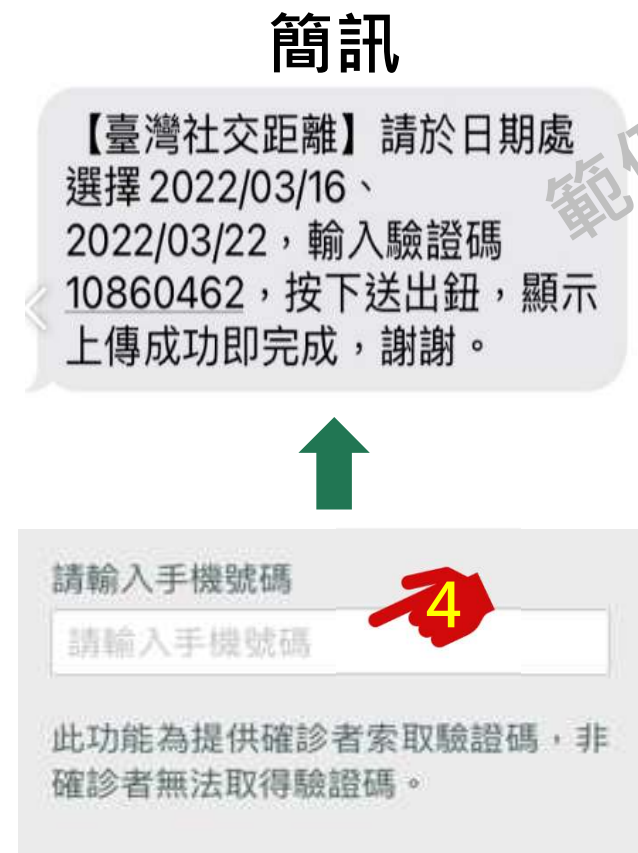 簡訊
【臺灣社交距離】請於日期處
選擇 2022/03/16、
2022/03/22，輸入驗證碼
10860462，按下送出鈕，顯示
上傳成功即完成，謝謝。
範
4
請輸入手機號碼
請輸入手機號碼
此功能為提供確診者索取驗證碼，非
確診者無法取得驗證碼。